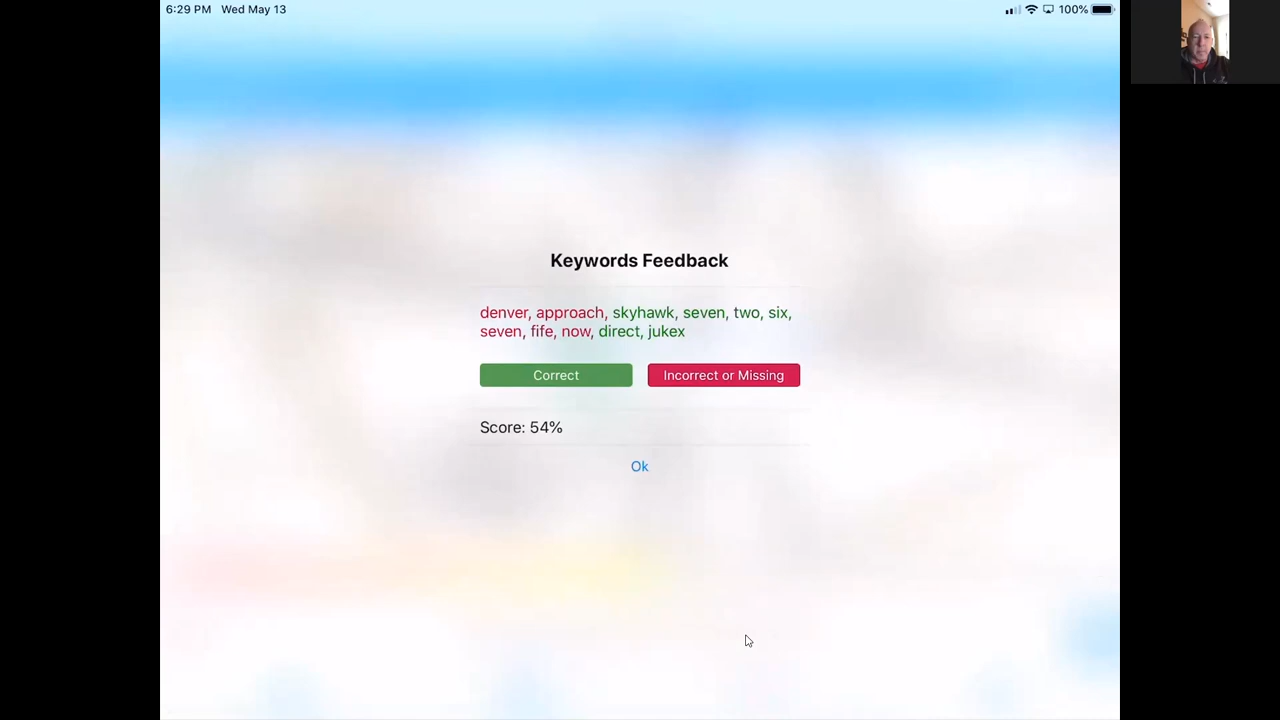 6:29 PM Wed May 13
100%
Keywords Feedback
denver, approach, skyhawk, seven, two, six,
seven, fife, now, direct, jukex
Correct
Incorrect or Missing
Score: 54%
Ok